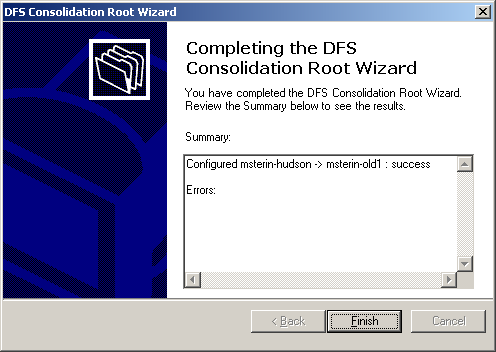 DFS Consolidation Root Wizard
Completing the DFS
Consolidation Root Wizard
You have completed the DFS Consolidation Root Wizard.
Review the Summary below to see the results.
Summary:
Configured msterin-hudson -> msterin-old1 : success
Errors:
< Back
Finish
Cancel